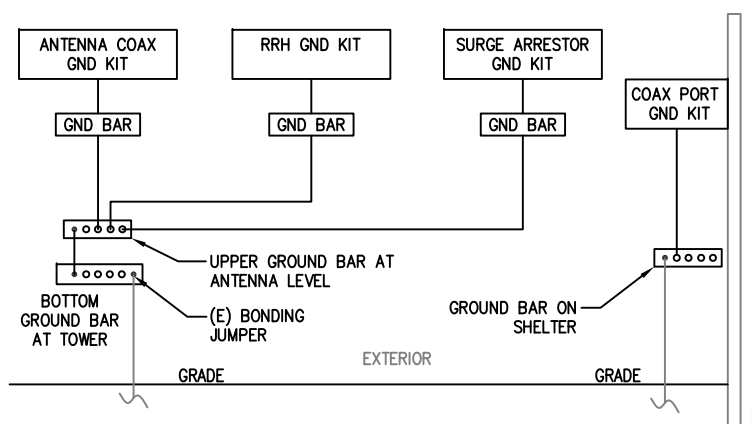 ANTENNA COAX
GND KIT
RRH GND KIT
SURGE ARRESTOR
GND KIT
COAX PORT
GND KIT
GND BAR
GND BAR
GND BAR
UPPER GROUND BAR AT
ANTENNA LEVEL
BOTTOM
GROUND BAR
AT TOWER
(E) BONDING
JUMPER
GROUND BAR ON
SHELTER
EXTERIOR
GRADE
GRADE